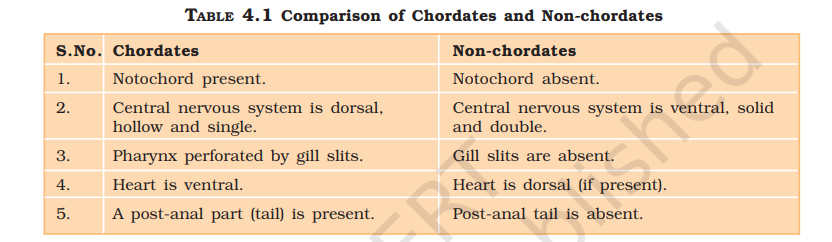 TABLE 4.1 Comparison of Chordates and Non-chordates
S.No. Chordates Non-chordates
1. Notochord present. Notochord absent.
2. Central nervous system is dorsal, Central nervous system is ventral, solid
hollow and single. and double.
3. Pharynx perforated by gill slits. Gill slits are absent.
4. Heart is ventral. Heart is dorsal (if present).
5. A post-anal part (tail) is present. Post-anal tail is absent.